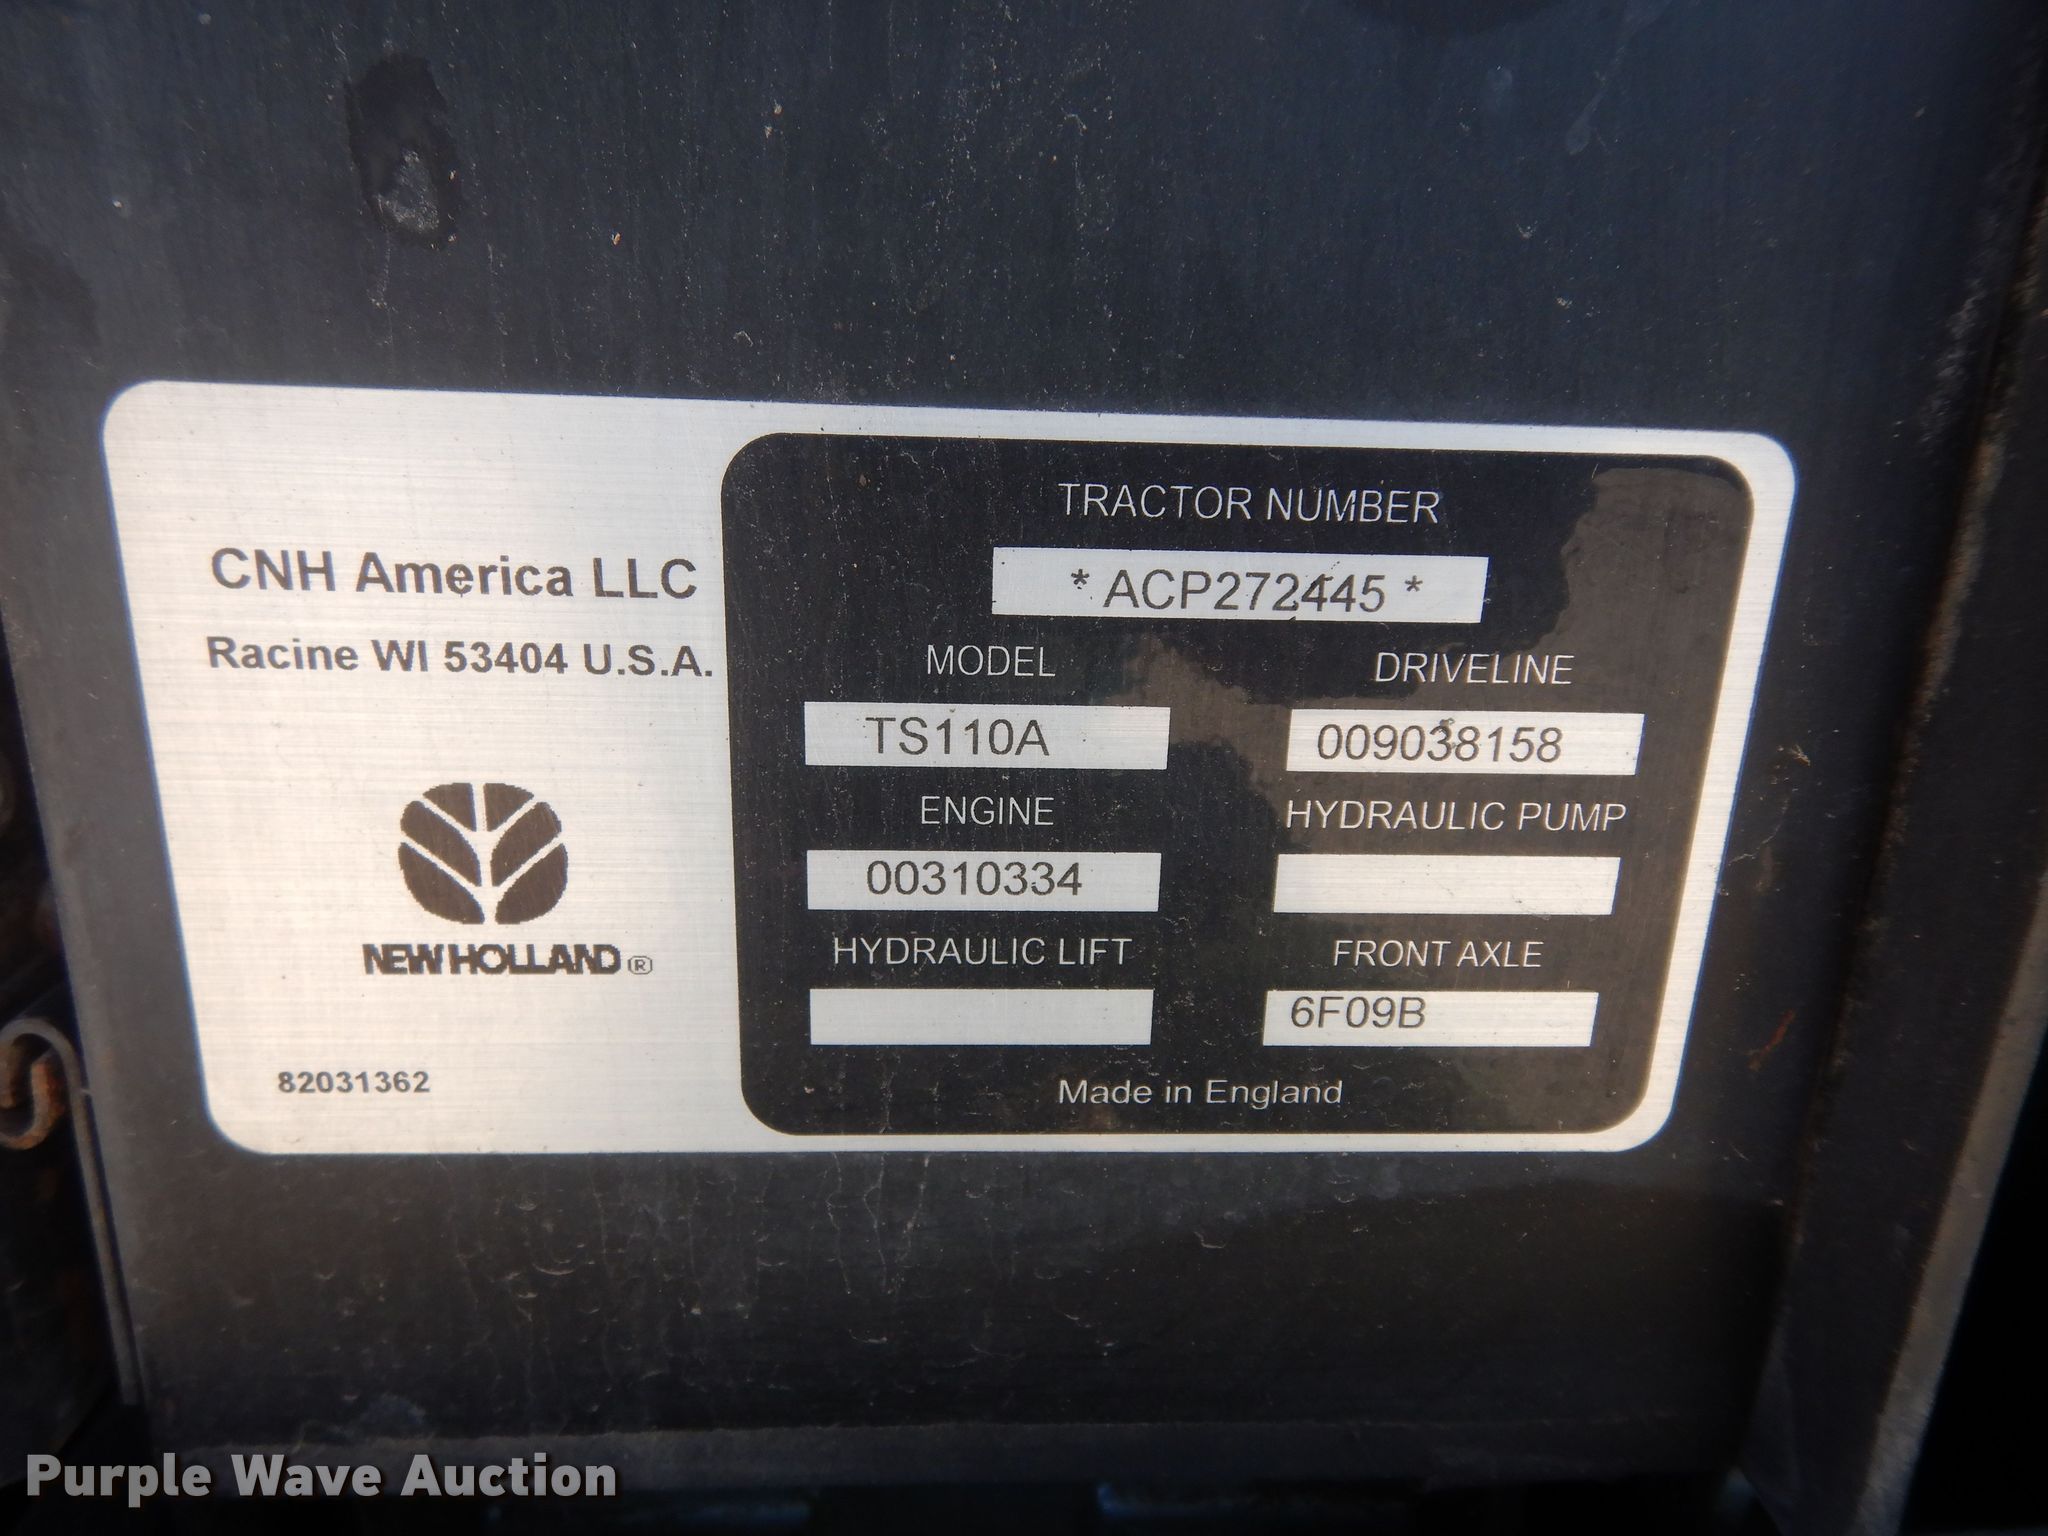 CNH America LLC
Racine WI 53404 U.S.A.
NEW HOLLAND®
82031362
TRACTOR NUMBER
* ACP272445 *
MODEL
TS110A
DRIVELINE
009038158
ENGINE
00310334
HYDRAULIC PUMP
HYDRAULIC LIFT
FRONT AXLE
6F09B
Made in England
Purple Wave Auction